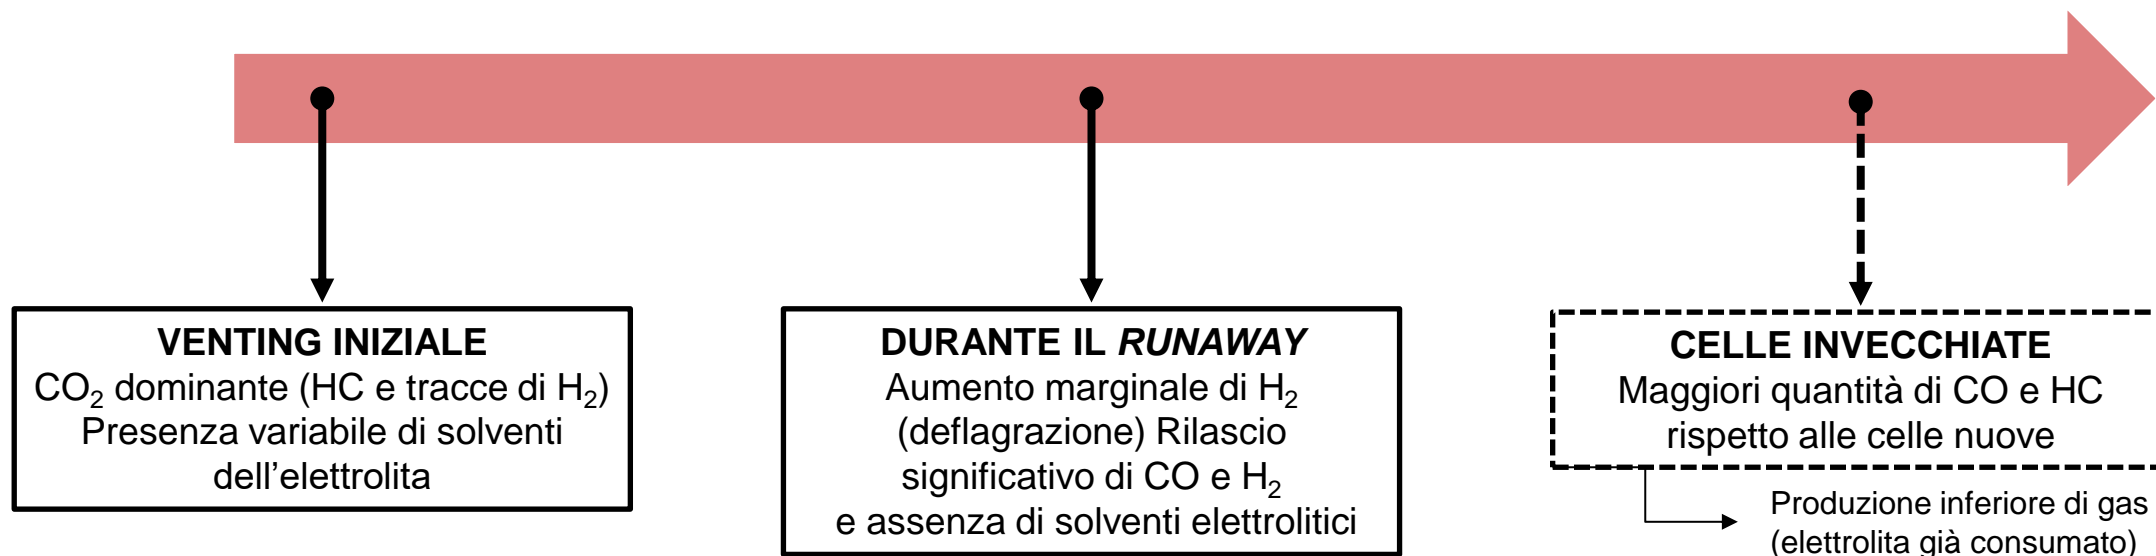 VENTING INIZIALE
CO₂ dominante (HC e tracce di H₂)
Presenza variabile di solventi
dell’elettrolita
DURANTE IL RUNAWAY
Aumento marginale di H₂
(deflagrazione) Rilascio
significativo di CO e H₂
e assenza di solventi elettrolitici
CELLE INVECCHIATE
Maggiori quantità di CO e HC
rispetto alle celle nuove
Produzione inferiore di gas
(elettrolita già consumato)